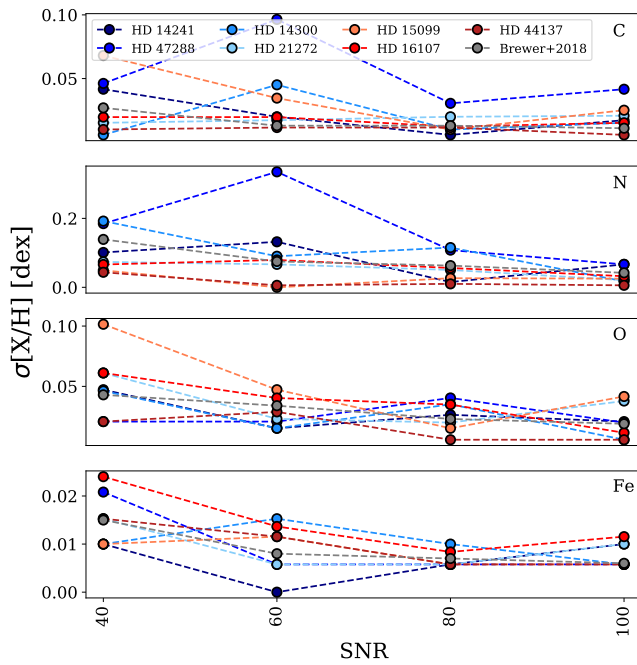 HD 14241 HD 14300 HD 15099 HD 44137
HD 47288 HD 21272 HD 16107 Brewer+2018
C
0.10
0.05
N
0.2
0.0
O
0.10
0.05
Fe
0.02
0.01
0.00
σ[X/H] [dex]
40 60 80 100
SNR